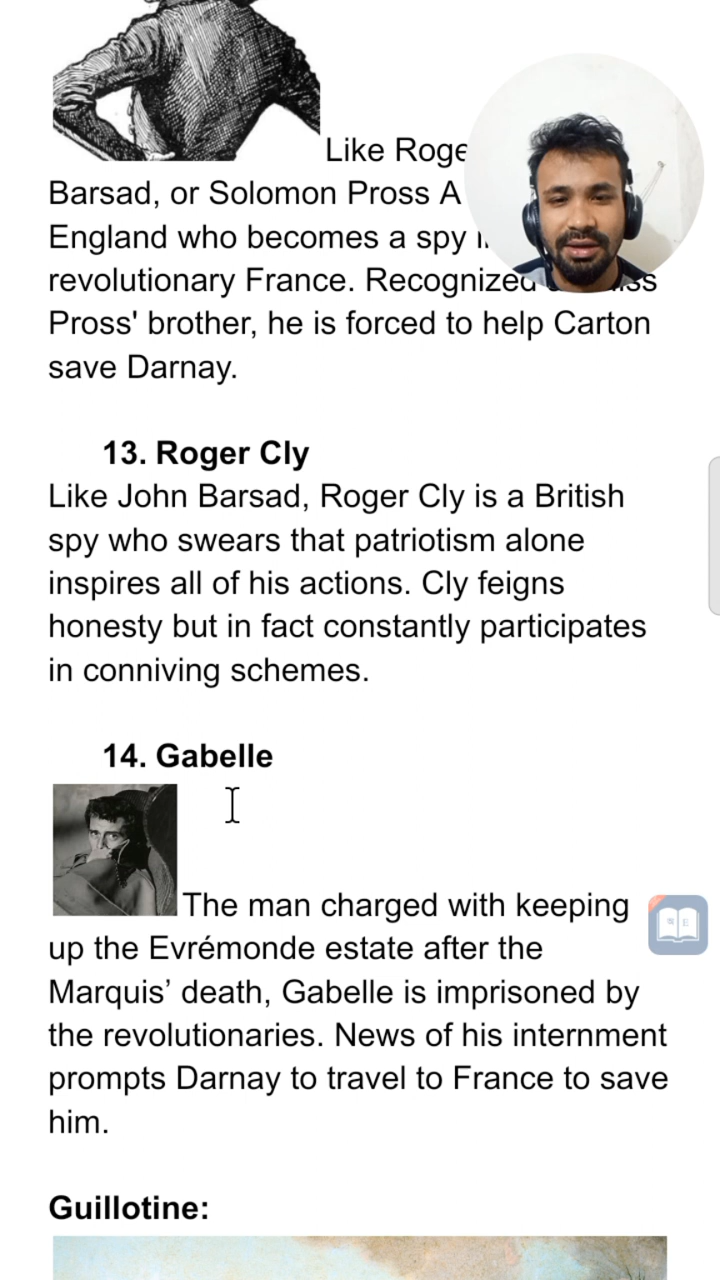 Like Roge
Barsad, or Solomon Pross A
England who becomes a spy
revolutionary France. Recognized
Pross' brother, he is forced to help Carton
save Darnay.
13. Roger Cly
Like John Barsad, Roger Cly is a British
spy who swears that patriotism alone
inspires all of his actions. Cly feigns
honesty but in fact constantly participates
in conniving schemes.
14. Gabelle
The man charged with keeping
up the Evrémonde estate after the
Marquis’ death, Gabelle is imprisoned by
the revolutionaries. News of his internment
prompts Darnay to travel to France to save
him.
Guillotine: